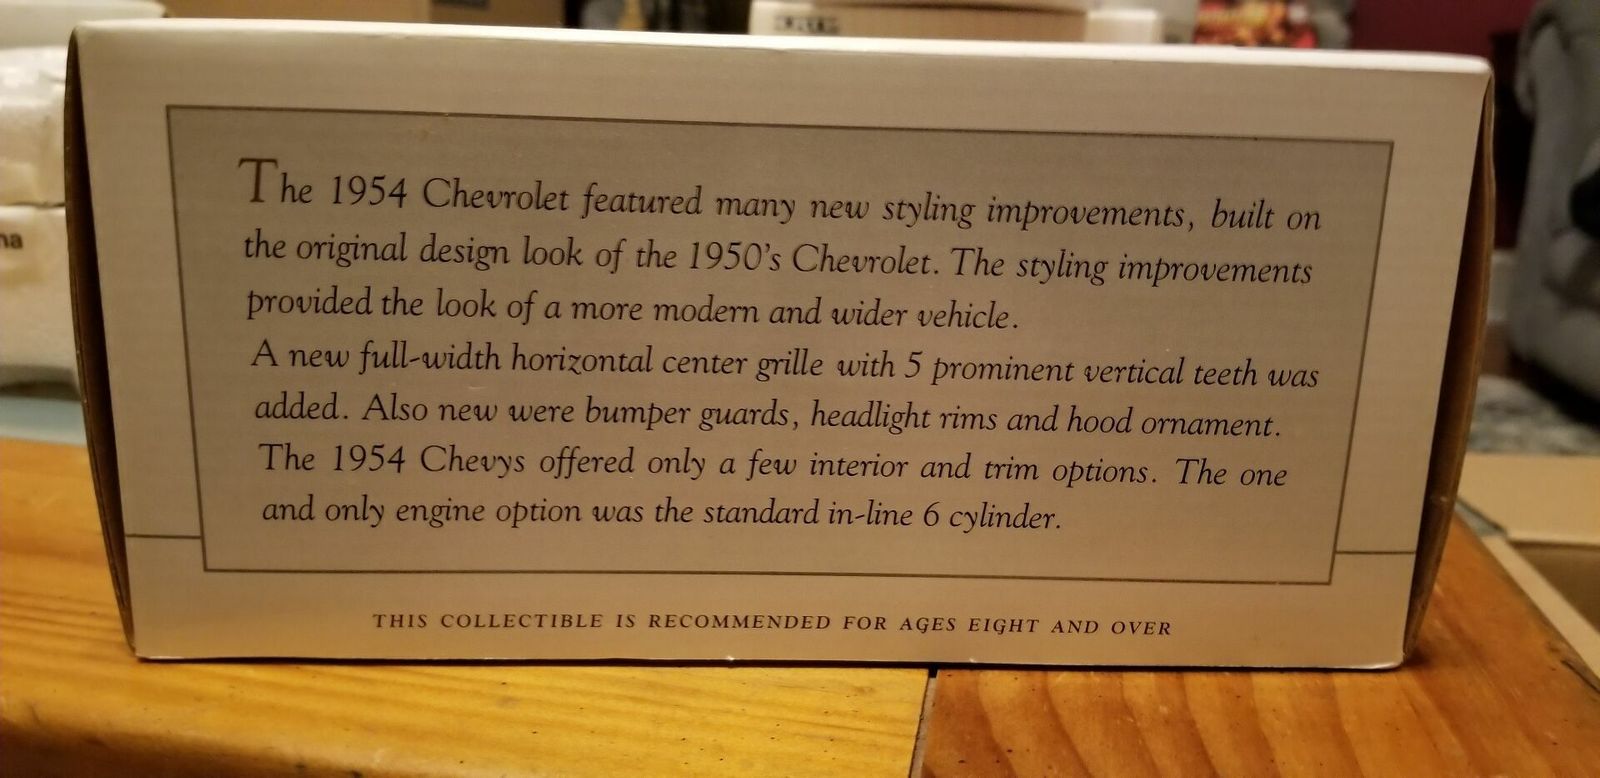 The 1954 Chevrolet featured many new styling improvements, built on
the original design look of the 1950's Chevrolet. The styling improvements
provided the look of a more modern and wider vehicle.
A new full-width horizontal center grille with 5 prominent vertical teeth was
added. Also new were bumper guards, headlight rims and hood ornament.
The 1954 Chevys offered only a few interior and trim options. The one
and only engine option was the standard in-line 6 cylinder.
THIS COLLECTIBLE IS RECOMMENDED FOR AGES EIGHT AND OVER
na